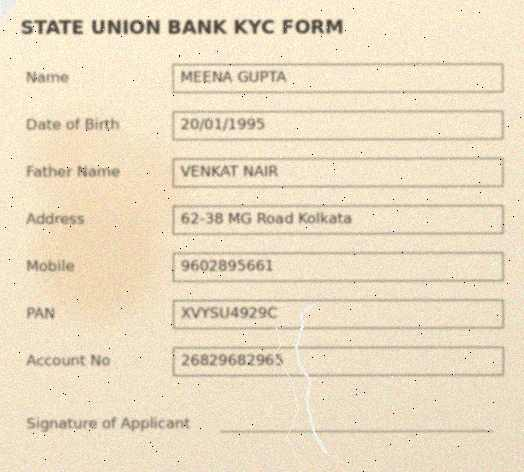 STATE UNION BANK KYC FORM
Name MEENA GUPTA
Date of Birth 20/01/1995
Father Name VENKAT NAIR
Address 62-38 MG Road Kolkata
Mobile 9602895661
PAN XVYSU4929C
Account No 26829682965
Signature of Applicant